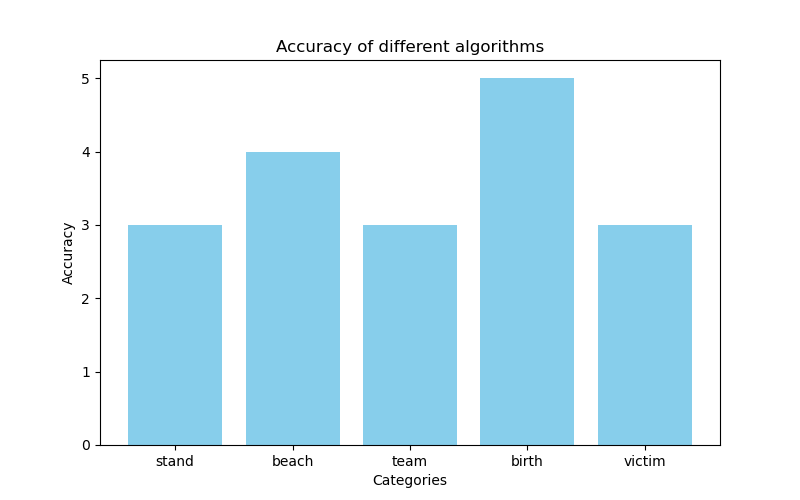 Accuracy of different algorithms
5
4
3
2
1
0
Accuracy
stand beach team birth victim
Categories